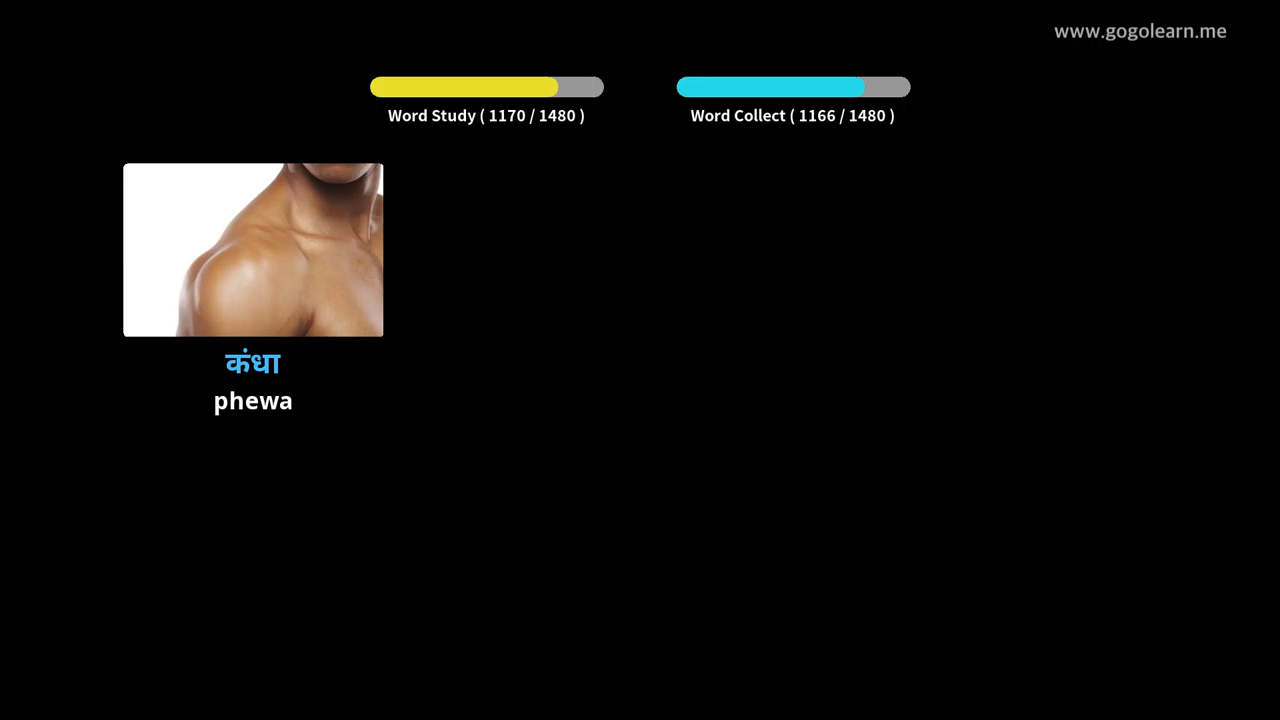 www.gogolearn.me
Word Study ( 1170 / 1480 )
Word Collect ( 1166 / 1480 )
कंधा
phewa